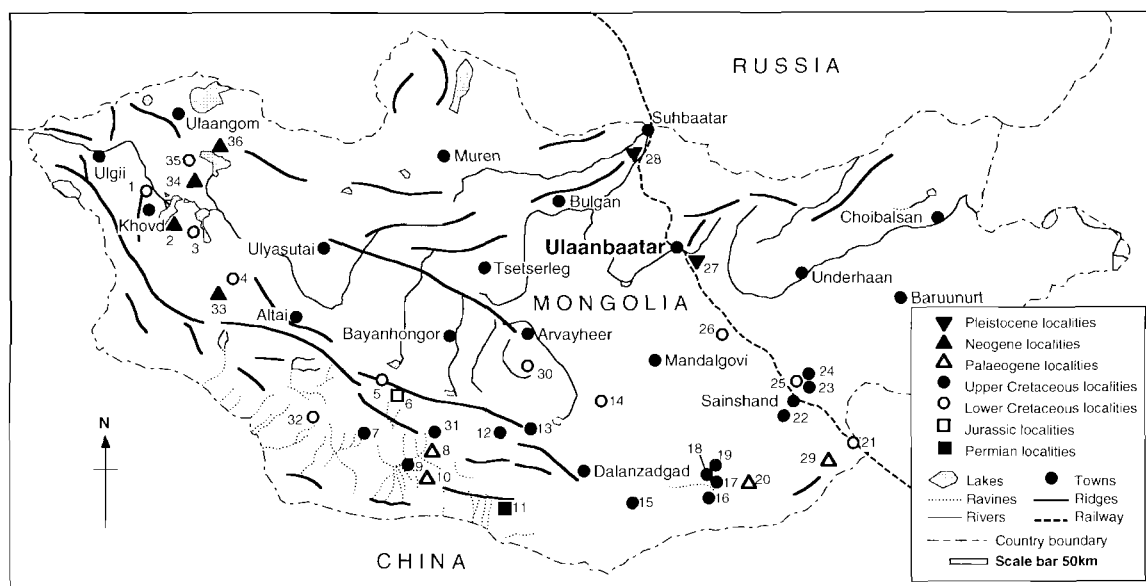 RUSSIA
Suhbaatar
Ulaangom
36
28
35
Muren
Ulgii
34
1
Bulgan
Choibalsan
Khovd
2
3
Ulaanbaatar
Ulyasutai
27
Tsetserleg
Underhaan
4
MONGOLIA
Baruunurt
33
Altai
26
Bayanhongor
Arvayheer
Mandalgovi
30
24
25
23
5
6
14
Sainshand
32
22
7
31
12
13
21
8
18
19
29
9
10
Dalanzadgad
17
20
16
15
11
N
CHINA
Pleistocene localities
Neogene localities
Palaeogene localities
Upper Cretaceous localities
Lower Cretaceous localities
Jurassic localities
Permian localities
Lakes Towns
Ravines Ridges
Rivers Railway
Country boundary
Scale bar 50km